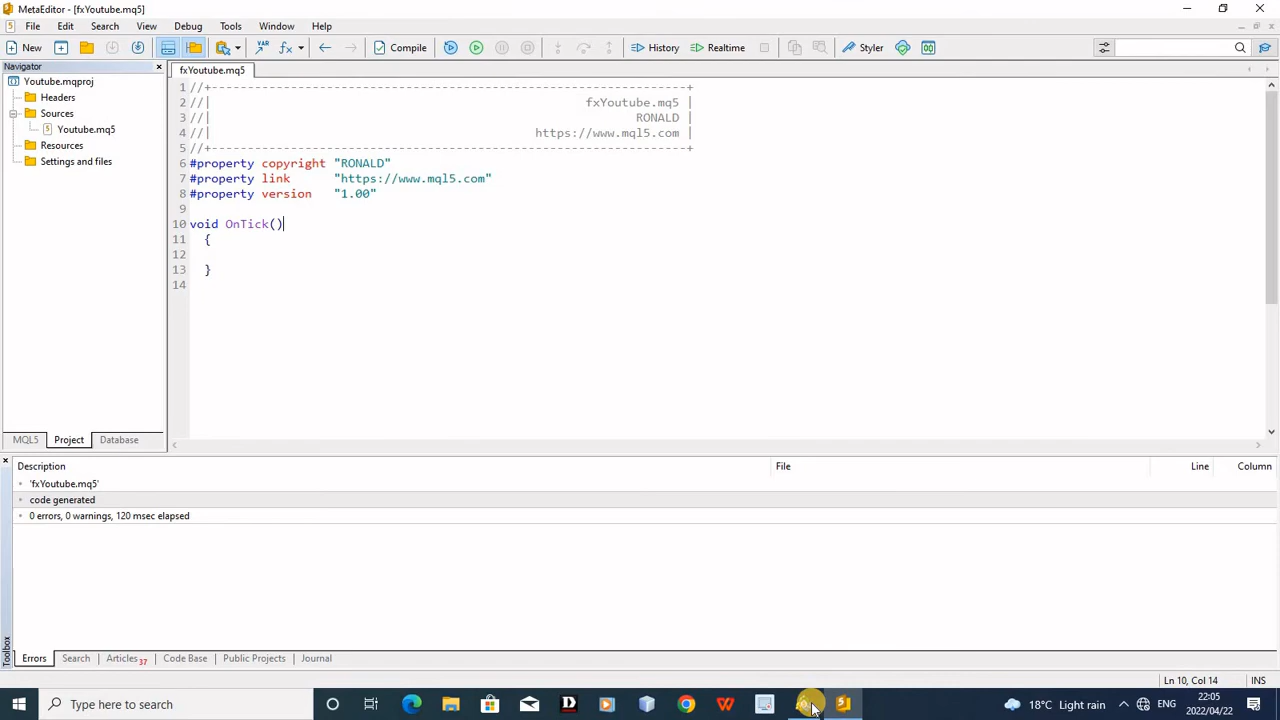 MetaEditor - [fxYoutube.mq5]
File Edit Search View Debug Tools Window Help
New Compile History Realtime Styler
Navigator
fxYoutube.mq5
Youtube.mqproj
Headers
Sources
Youtube.mq5
Resources
Settings and files
MQL5 Project Database
1 //+------------------------------------------------------------------+
2 //| fxYoutube.mq5 |
3 //| RONALD |
4 //| https://www.mql5.com |
5 //+------------------------------------------------------------------+
6 #property copyright "RONALD"
7 #property link "https://www.mql5.com"
8 #property version "1.00"
9
10 void OnTick()
11 {
12
13 }
14
Description File Line Column
'fxYoutube.mq5'
code generated
0 errors, 0 warnings, 120 msec elapsed
Toolbox
Errors Search Articles 37 Code Base Public Projects Journal
Ln 10, Col 14 INS
Type here to search
18°C Light rain ENG
22:05
2022/04/22